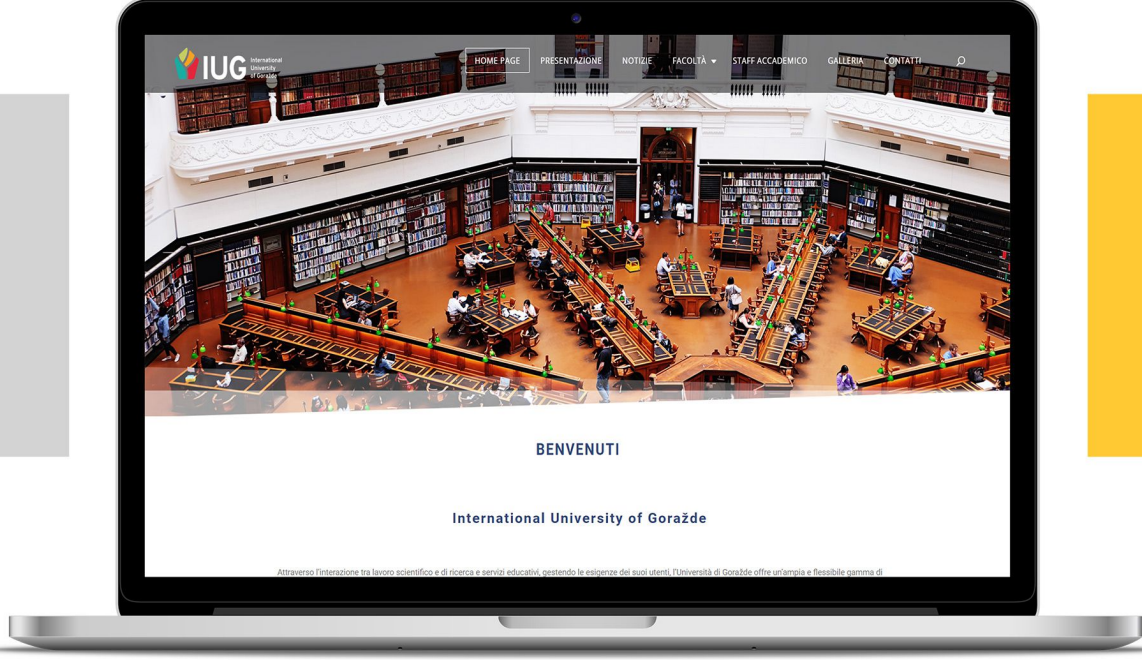 IUG
International
University
of Goražde
HOME PAGE
PRESENTAZIONE
NOTIZIE
FACOLTÀ
STAFF ACCADEMICO
GALLERIA
CONTATTI
BENVENUTI
International University of Goražde
Attraverso l'interazione tra lavoro scientifico e di ricerca e servizi educativi, gestendo le esigenze dei suoi utenti, l'Università di Goražde offre un'ampia e flessibile gamma di